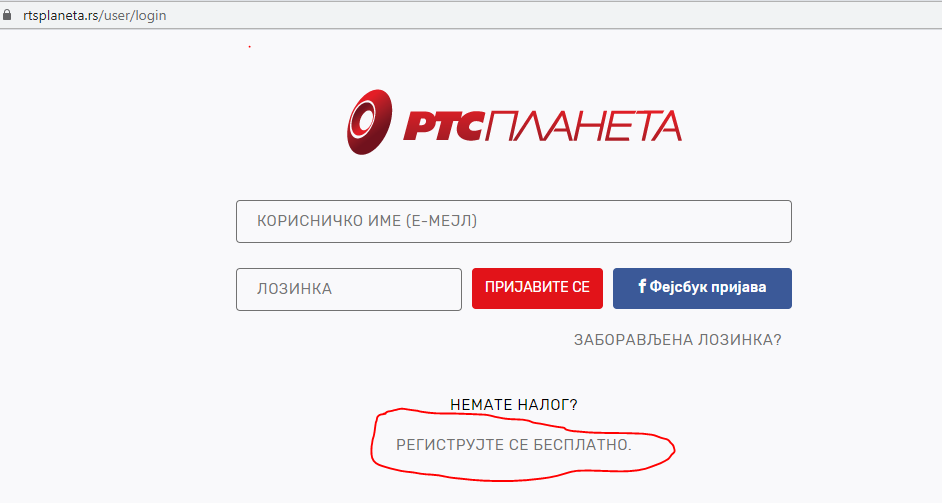 rtsplaneta.rs/user/login
РТСПЛАНЕТА
КОРИСНИЧКО ИМЕ (Е-МЕЈЛ)
ЛОЗИНКА
ПРИЈАВИТЕ СЕ
f Фејсбук пријава
ЗАБОРАВЉЕНА ЛОЗИНКА?
НЕМАТЕ НАЛОГ?
РЕГИСТРУЈТЕ СЕ БЕСПЛАТНО.